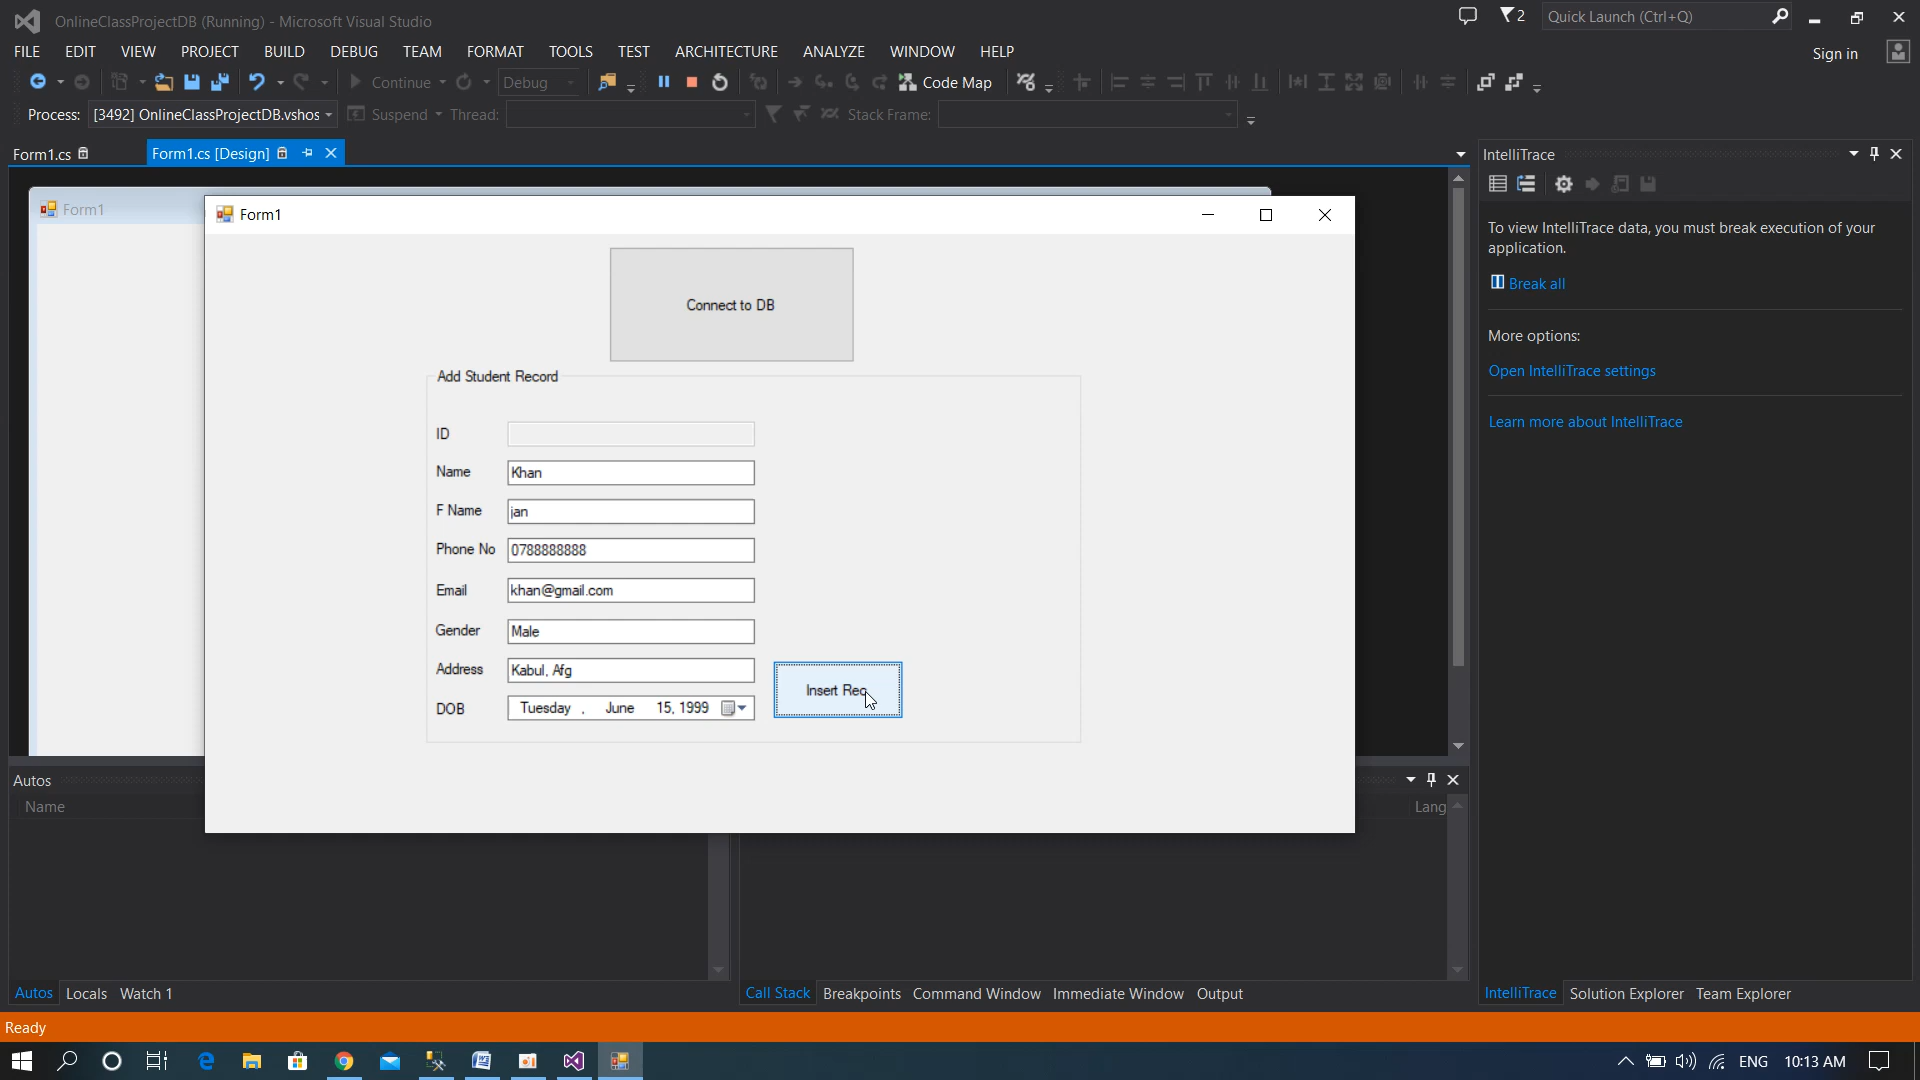 OnlineClassProjectDB (Running) - Microsoft Visual Studio
2
Quick Launch (Ctrl+Q)
FILE EDIT VIEW PROJECT BUILD DEBUG TEAM FORMAT TOOLS TEST ARCHITECTURE ANALYZE WINDOW HELP
Sign in
Continue Debug Code Map
Process: [3492] OnlineClassProjectDB.vshos Suspend Thread: Stack Frame:
Form1.cs Form1.cs [Design]
IntelliTrace
Form1
Form1
To view IntelliTrace data, you must break execution of your
application.
Break all
More options:
Open IntelliTrace settings
Learn more about IntelliTrace
Connect to DB
Add Student Record
ID
Name Khan
F Name jan
Phone No 0788888888
Email khan@gmail.com
Gender Male
Address Kabul, Afg
Insert Rec
DOB Tuesday , June 15, 1999
Autos
Name
Lang
Autos Locals Watch 1
Call Stack Breakpoints Command Window Immediate Window Output
IntelliTrace Solution Explorer Team Explorer
Ready
ENG 10:13 AM